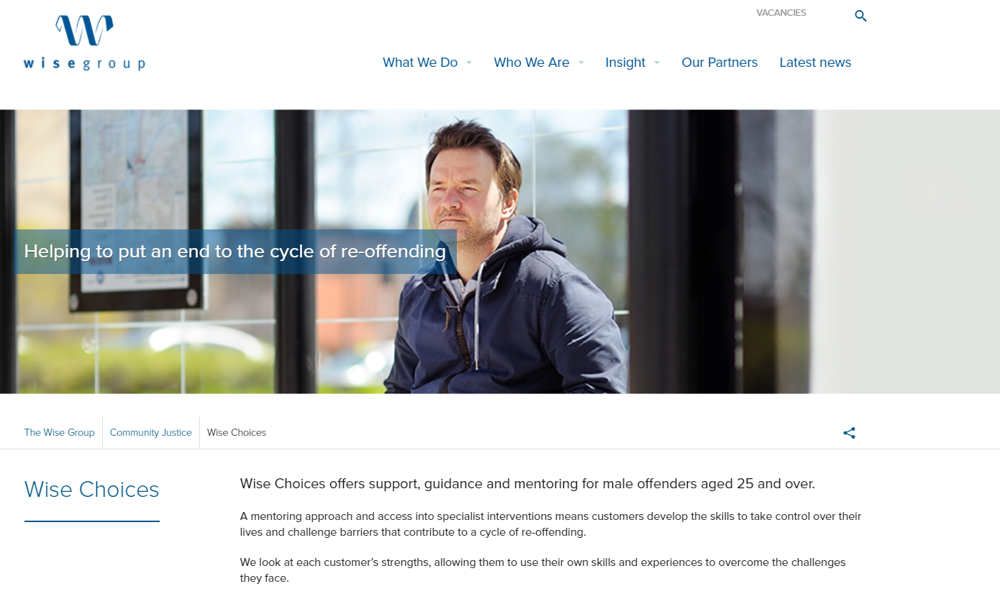 VACANCIES
wisegroup
What We Do
Who We Are
Insight
Our Partners
Latest news
Helping to put an end to the cycle of re-offending
The Wise Group
Community Justice
Wise Choices
Wise Choices
Wise Choices offers support, guidance and mentoring for male offenders aged 25 and over.
A mentoring approach and access into specialist interventions means customers develop the skills to take control over their
lives and challenge barriers that contribute to a cycle of re-offending.
We look at each customer’s strengths, allowing them to use their own skills and experiences to overcome the challenges
they face.